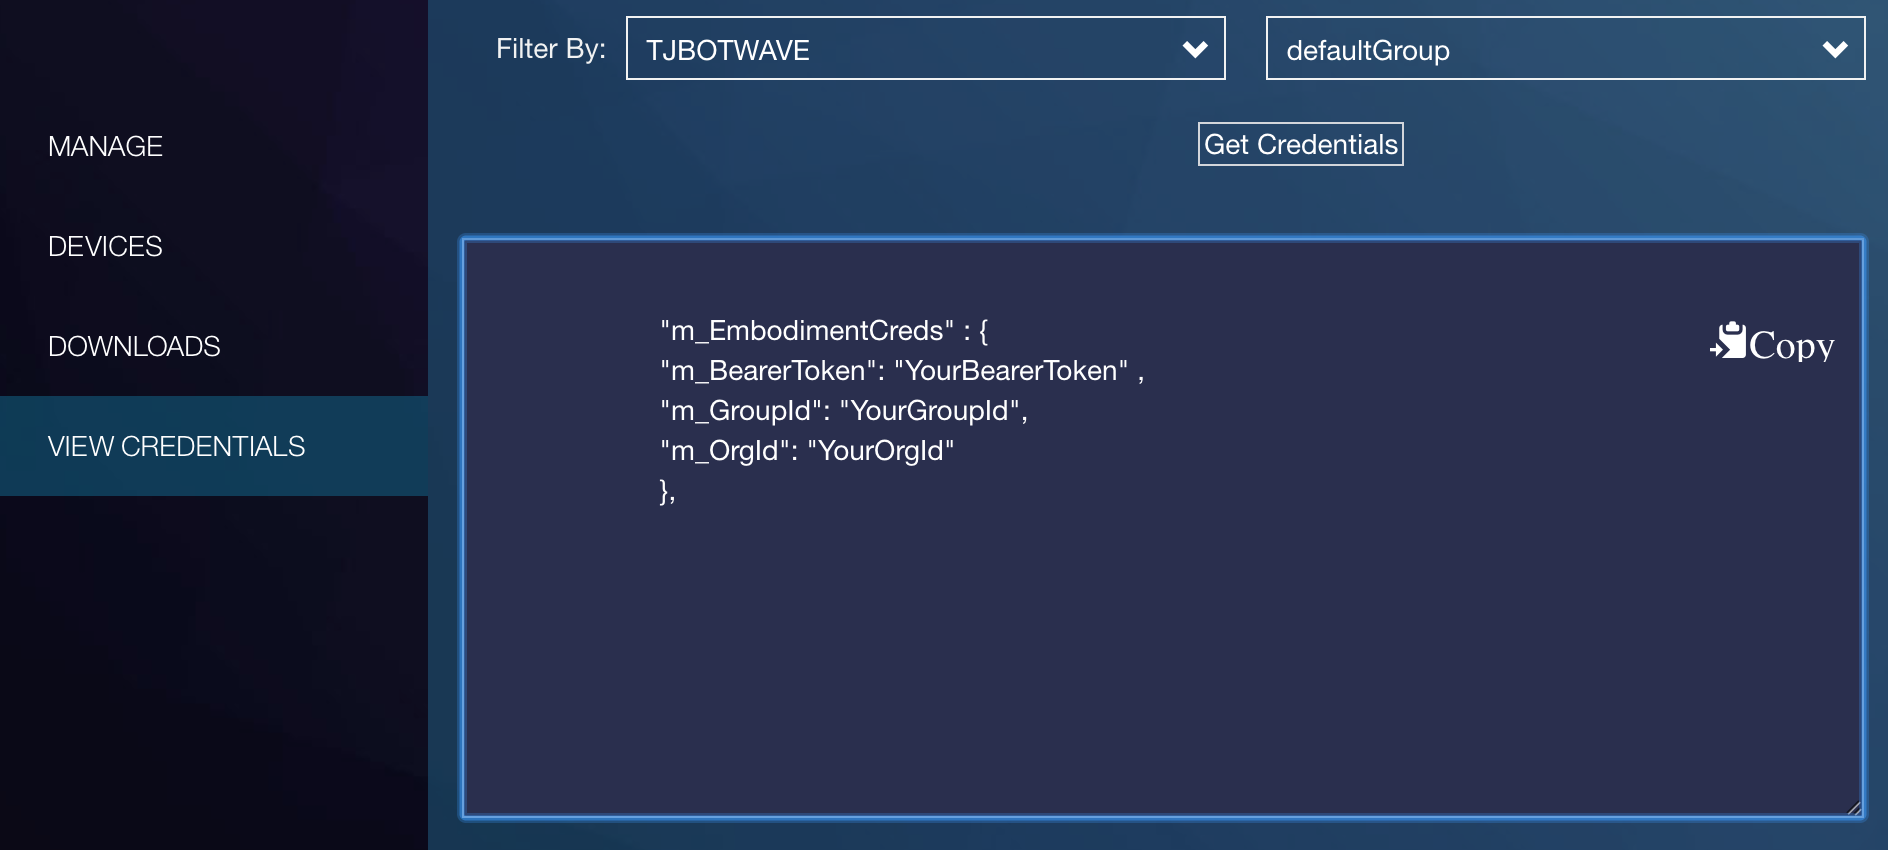 Filter By: TJBOTWAVE defaultGroup
Get Credentials
MANAGE
DEVICES
DOWNLOADS
VIEW CREDENTIALS
"m_EmbodimentCreds" : {
"m_BearerToken": "YourBearerToken" ,
"m_GroupId": "YourGroupId",
"m_OrgId": "YourOrgId"
},
Copy